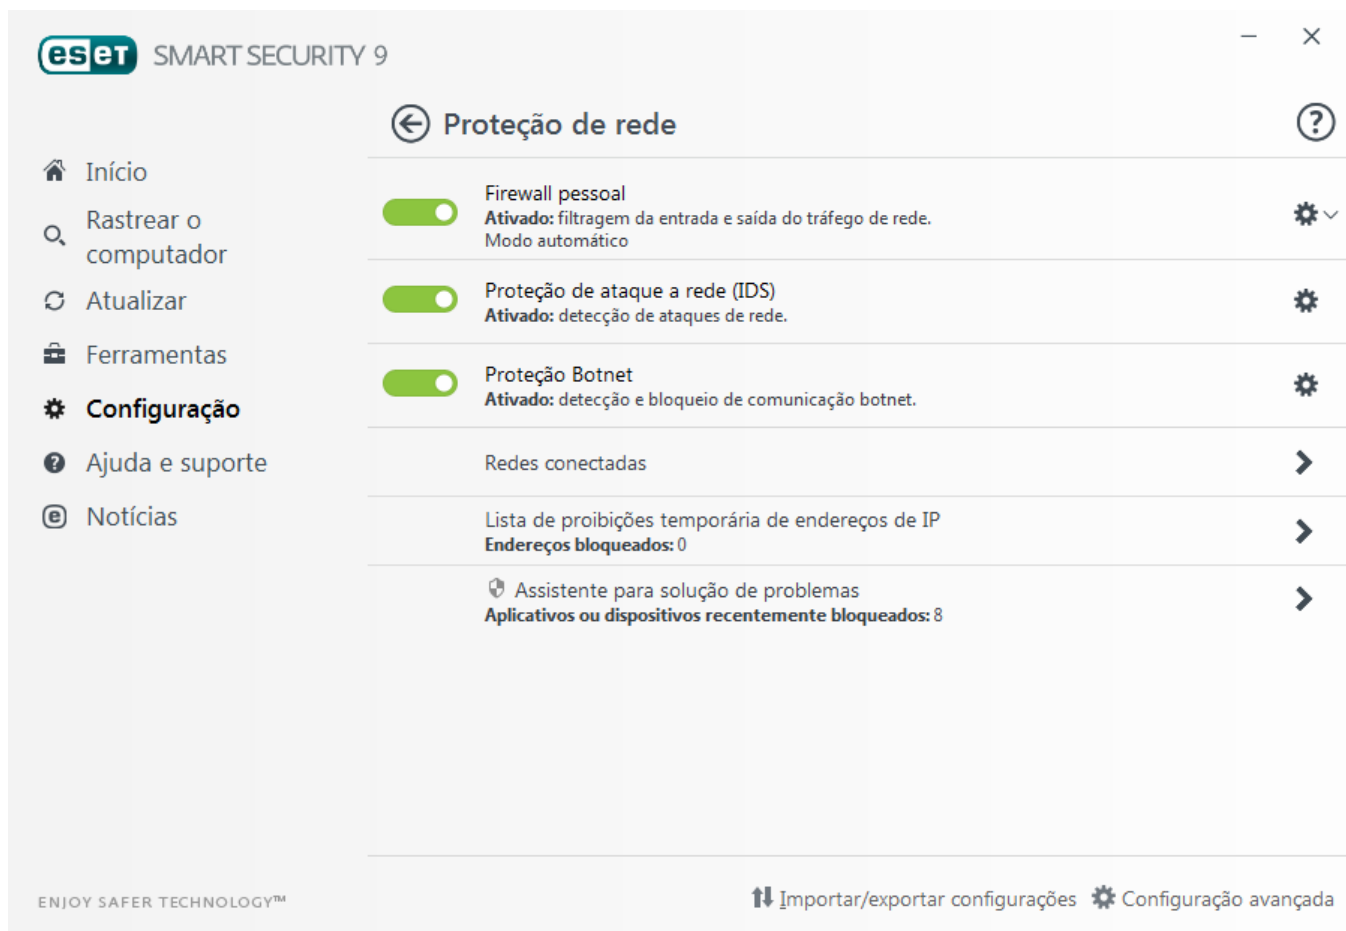 eset SMART SECURITY 9
Proteção de rede
Início
Rastrear o
computador
Atualizar
Ferramentas
Configuração
Ajuda e suporte
Notícias
Firewall pessoal
Ativado: filtragem da entrada e saída do tráfego de rede.
Modo automático
Proteção de ataque a rede (IDS)
Ativado: detecção de ataques de rede.
Proteção Botnet
Ativado: detecção e bloqueio de comunicação botnet.
Redes conectadas
Lista de proibições temporária de endereços de IP
Endereços bloqueados: 0
Assistente para solução de problemas
Aplicativos ou dispositivos recentemente bloqueados: 8
ENJOY SAFER TECHNOLOGY™
Importar/exportar configurações
Configuração avançada